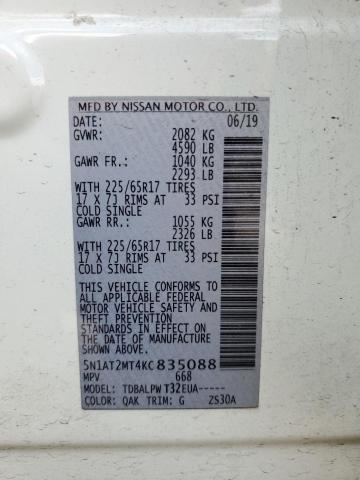 MFD BY NISSAN MOTOR CO., LTD.
DATE: 06/19
GVWR: 2082 KG
4590 LB
GAWR FR.: 1040 KG
2293 LB
WITH 225/65R17 TIRES
17 X 7J RIMS AT 33 PSI
COLD SINGLE
GAWR RR.: 1055 KG
2326 LB
WITH 225/65R17 TIRES
17 X 7J RIMS AT 33 PSI
COLD SINGLE
THIS VEHICLE CONFORMS TO
ALL APPLICABLE FEDERAL
MOTOR VEHICLE SAFETY AND
THEFT PREVENTION
STANDARDS IN EFFECT ON
THE DATE OF MANUFACTURE
SHOWN ABOVE.
5N1AT2MT4KC835088
MPV 668
MODEL: TDBALPW T32EUA-----
COLOR: QAK TRIM: G 2S30A